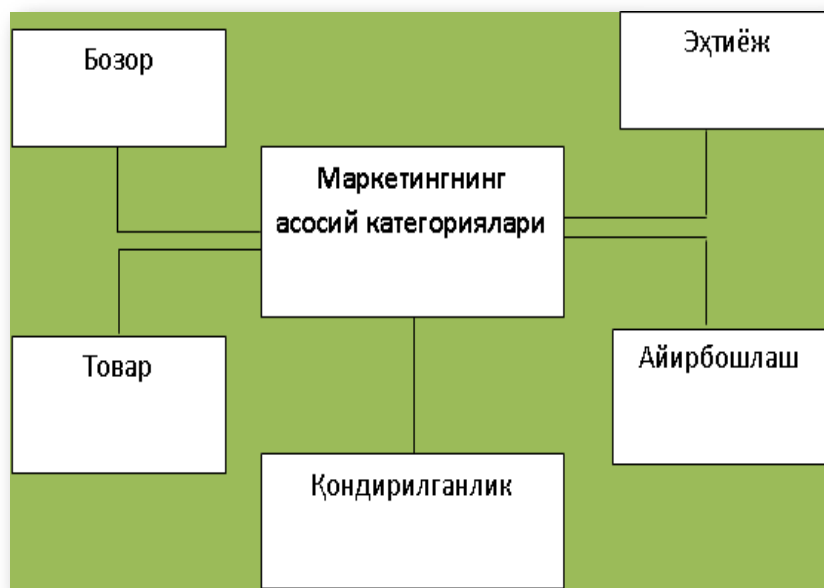 Бозор
Эҳтиёж
Маркетингнинг
асосий категориялари
Товар
Айирбошлаш
Қондирилганлик